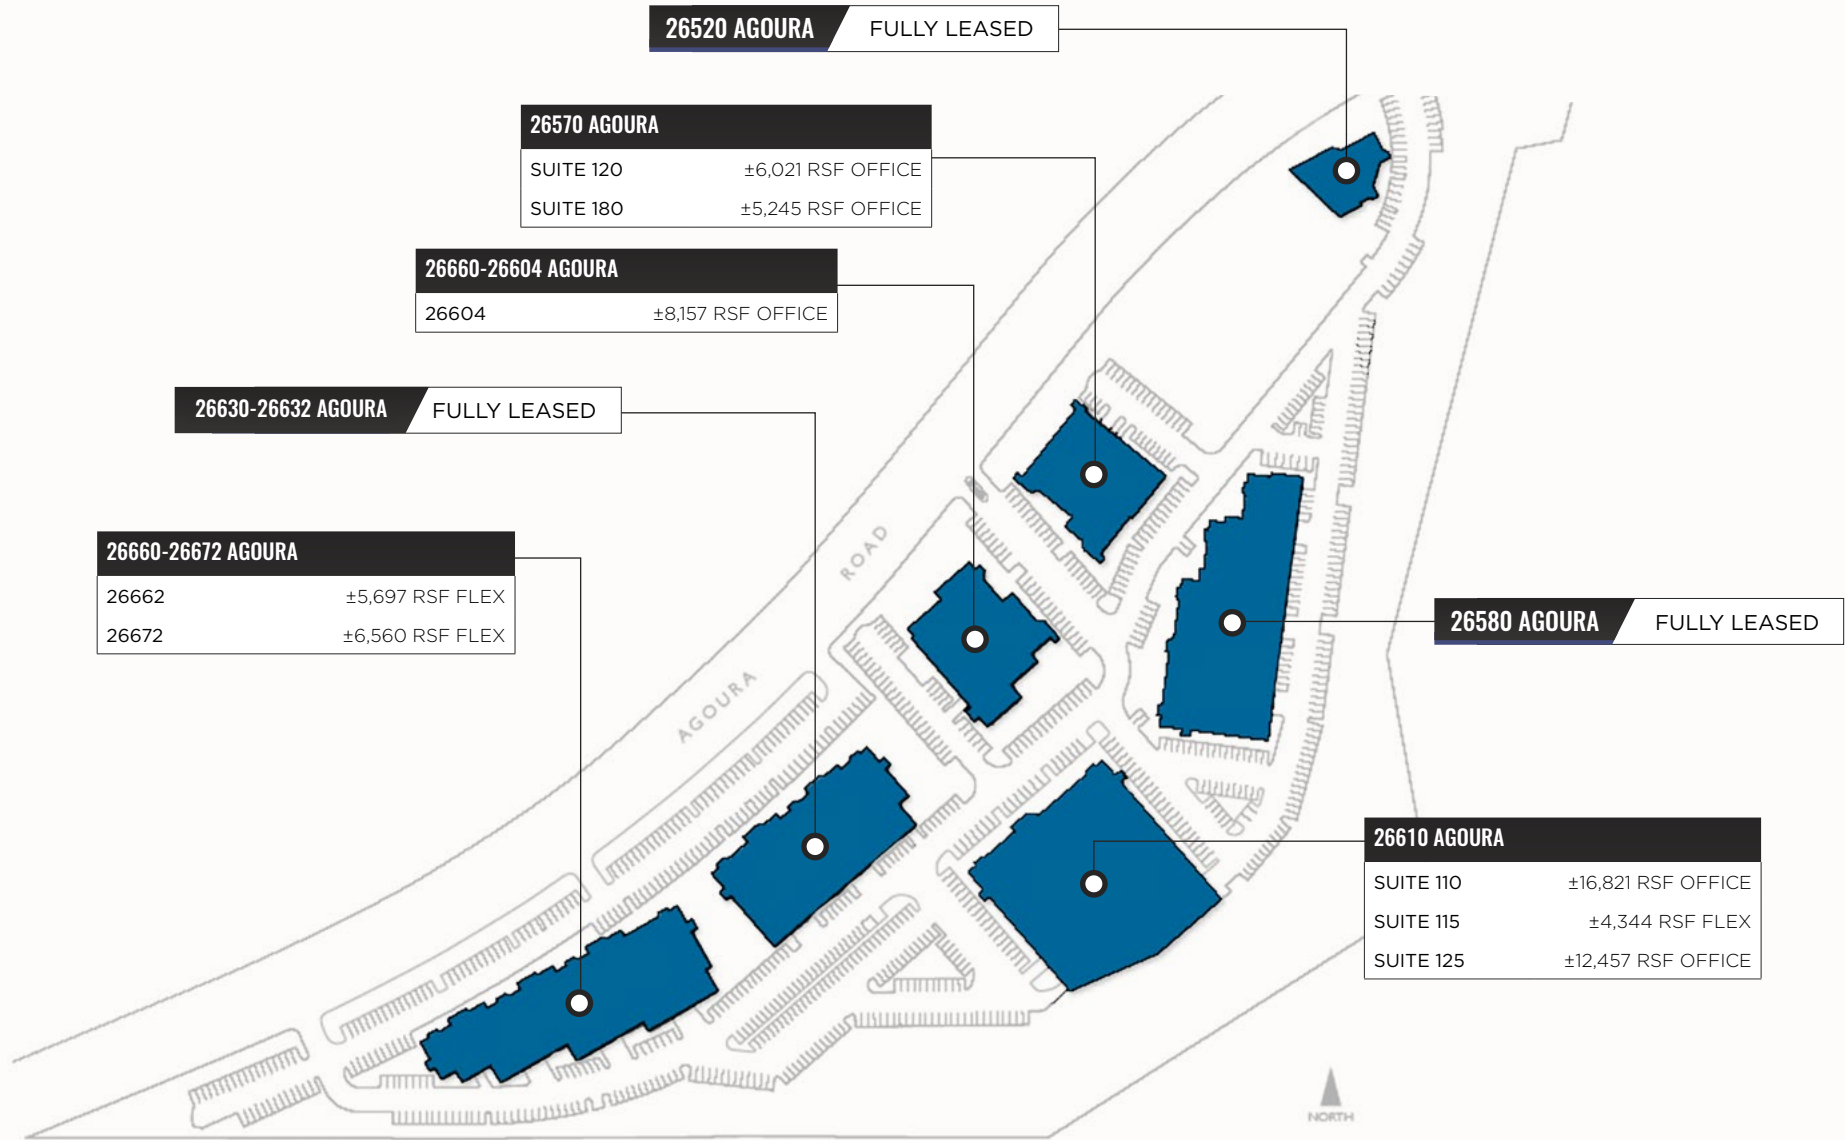 26520 AGOURA FULLY LEASED
26570 AGOURA
SUITE 120 ±6,021 RSF OFFICE
SUITE 180 ±5,245 RSF OFFICE
26660-26604 AGOURA
26604 ±8,157 RSF OFFICE
26630-26632 AGOURA FULLY LEASED
26660-26672 AGOURA
26662 ±5,697 RSF FLEX
26672 ±6,560 RSF FLEX
AGOURA ROAD
26580 AGOURA FULLY LEASED
26610 AGOURA
SUITE 110 ±16,821 RSF OFFICE
SUITE 115 ±4,344 RSF FLEX
SUITE 125 ±12,457 RSF OFFICE
NORTH